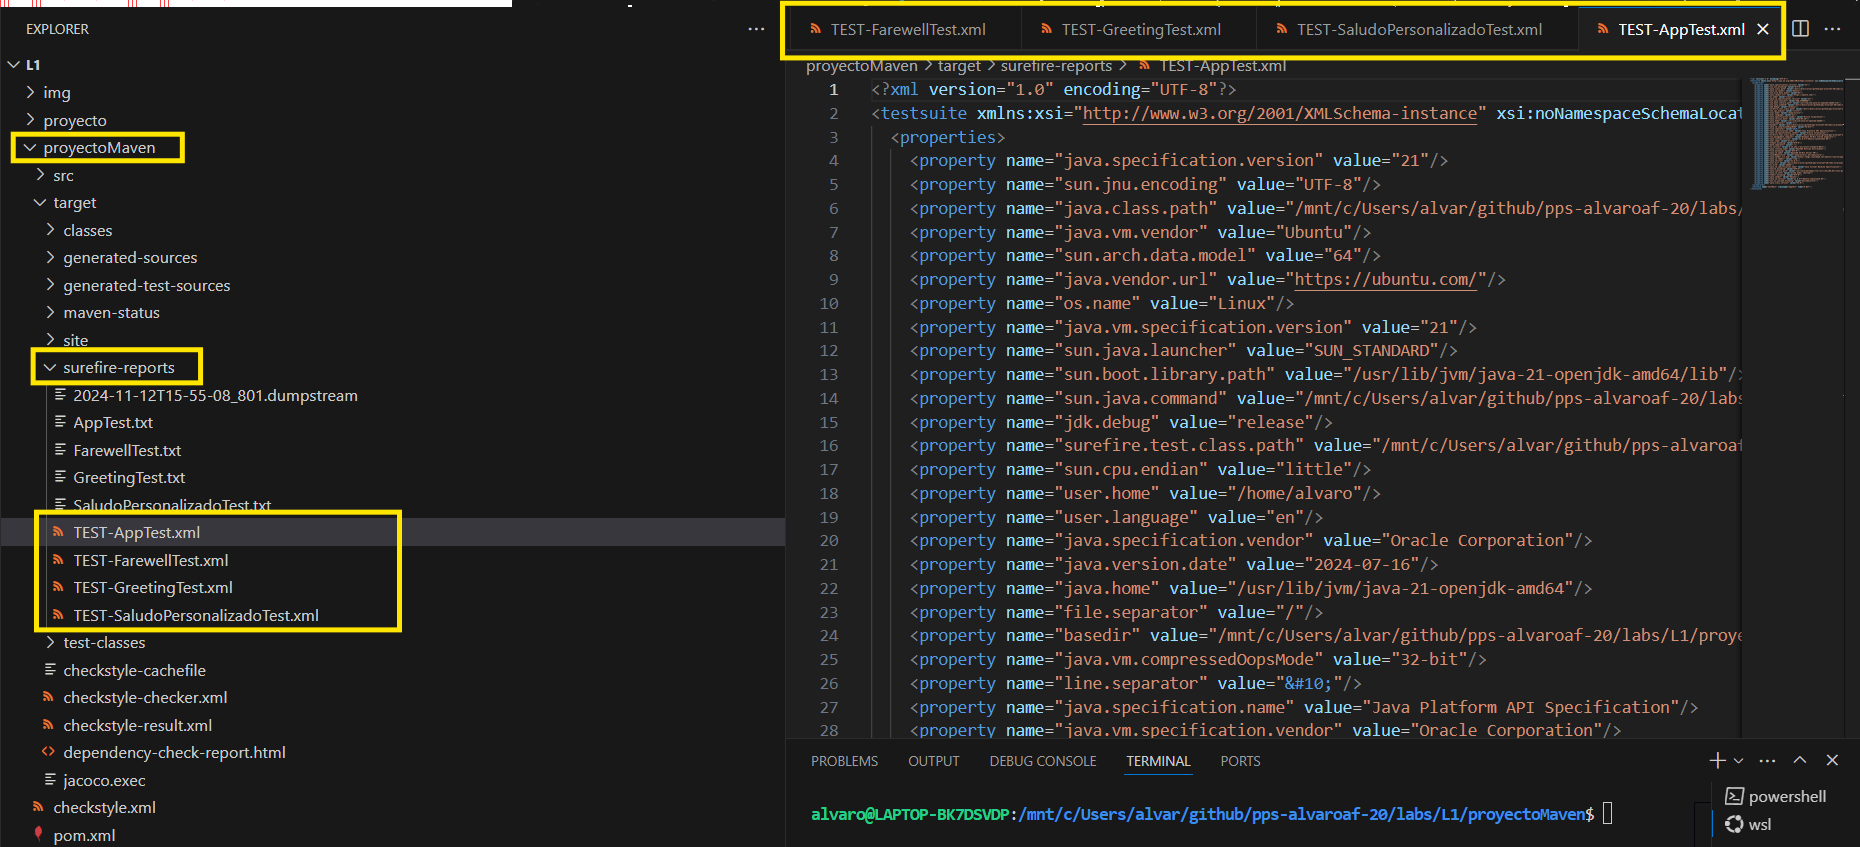 EXPLORER
L1
img
proyecto
proyectoMaven
src
target
classes
generated-sources
generated-test-sources
maven-status
site
surefire-reports
2024-11-12T15-55-08_801.dumpstream
AppTest.txt
FarewellTest.txt
GreetingTest.txt
SaludoPersonalizadoTest.txt
TEST-AppTest.xml
TEST-FarewellTest.xml
TEST-GreetingTest.xml
TEST-SaludoPersonalizadoTest.xml
test-classes
checkstyle-cachefile
checkstyle-checker.xml
checkstyle-result.xml
dependency-check-report.html
jacoco.exec
checkstyle.xml
pom.xml
TEST-FarewellTest.xml TEST-GreetingTest.xml TEST-SaludoPersonalizadoTest.xml TEST-AppTest.xml
proyectoMaven > target > surefire-reports > TEST-AppTest.xml
1 <?xml version="1.0" encoding="UTF-8"?>
2 <testsuite xmlns:xsi="http://www.w3.org/2001/XMLSchema-instance" xsi:noNamespaceSchemaLocat
3 <properties>
4 <property name="java.specification.version" value="21"/>
5 <property name="sun.jnu.encoding" value="UTF-8"/>
6 <property name="java.class.path" value="/mnt/c/Users/alvar/github/pps-alvaroaf-20/labs/
7 <property name="java.vm.vendor" value="Ubuntu"/>
8 <property name="sun.arch.data.model" value="64"/>
9 <property name="java.vendor.url" value="https://ubuntu.com/"/>
10 <property name="os.name" value="Linux"/>
11 <property name="java.vm.specification.version" value="21"/>
12 <property name="sun.java.launcher" value="SUN_STANDARD"/>
13 <property name="sun.boot.library.path" value="/usr/lib/jvm/java-21-openjdk-amd64/lib"/>
14 <property name="sun.java.command" value="/mnt/c/Users/alvar/github/pps-alvaroaf-20/labs
15 <property name="jdk.debug" value="release"/>
16 <property name="surefire.test.class.path" value="/mnt/c/Users/alvar/github/pps-alvaroaf
17 <property name="sun.cpu.endian" value="little"/>
18 <property name="user.home" value="/home/alvaro"/>
19 <property name="user.language" value="en"/>
20 <property name="java.specification.vendor" value="Oracle Corporation"/>
21 <property name="java.version.date" value="2024-07-16"/>
22 <property name="java.home" value="/usr/lib/jvm/java-21-openjdk-amd64"/>
23 <property name="file.separator" value="/"/>
24 <property name="basedir" value="/mnt/c/Users/alvar/github/pps-alvaroaf-20/labs/L1/proye
25 <property name="java.vm.compressedOopsMode" value="32-bit"/>
26 <property name="line.separator" value="&#10;"/>
27 <property name="java.specification.name" value="Java Platform API Specification"/>
28 <property name="java.vm.specification.vendor" value="Oracle Corporation"/>
PROBLEMS OUTPUT DEBUG CONSOLE TERMINAL PORTS
alvaro@LAPTOP-BK7DSVDP:/mnt/c/Users/alvar/github/pps-alvaroaf-20/labs/L1/proyectoMaven$
powershell
wsl